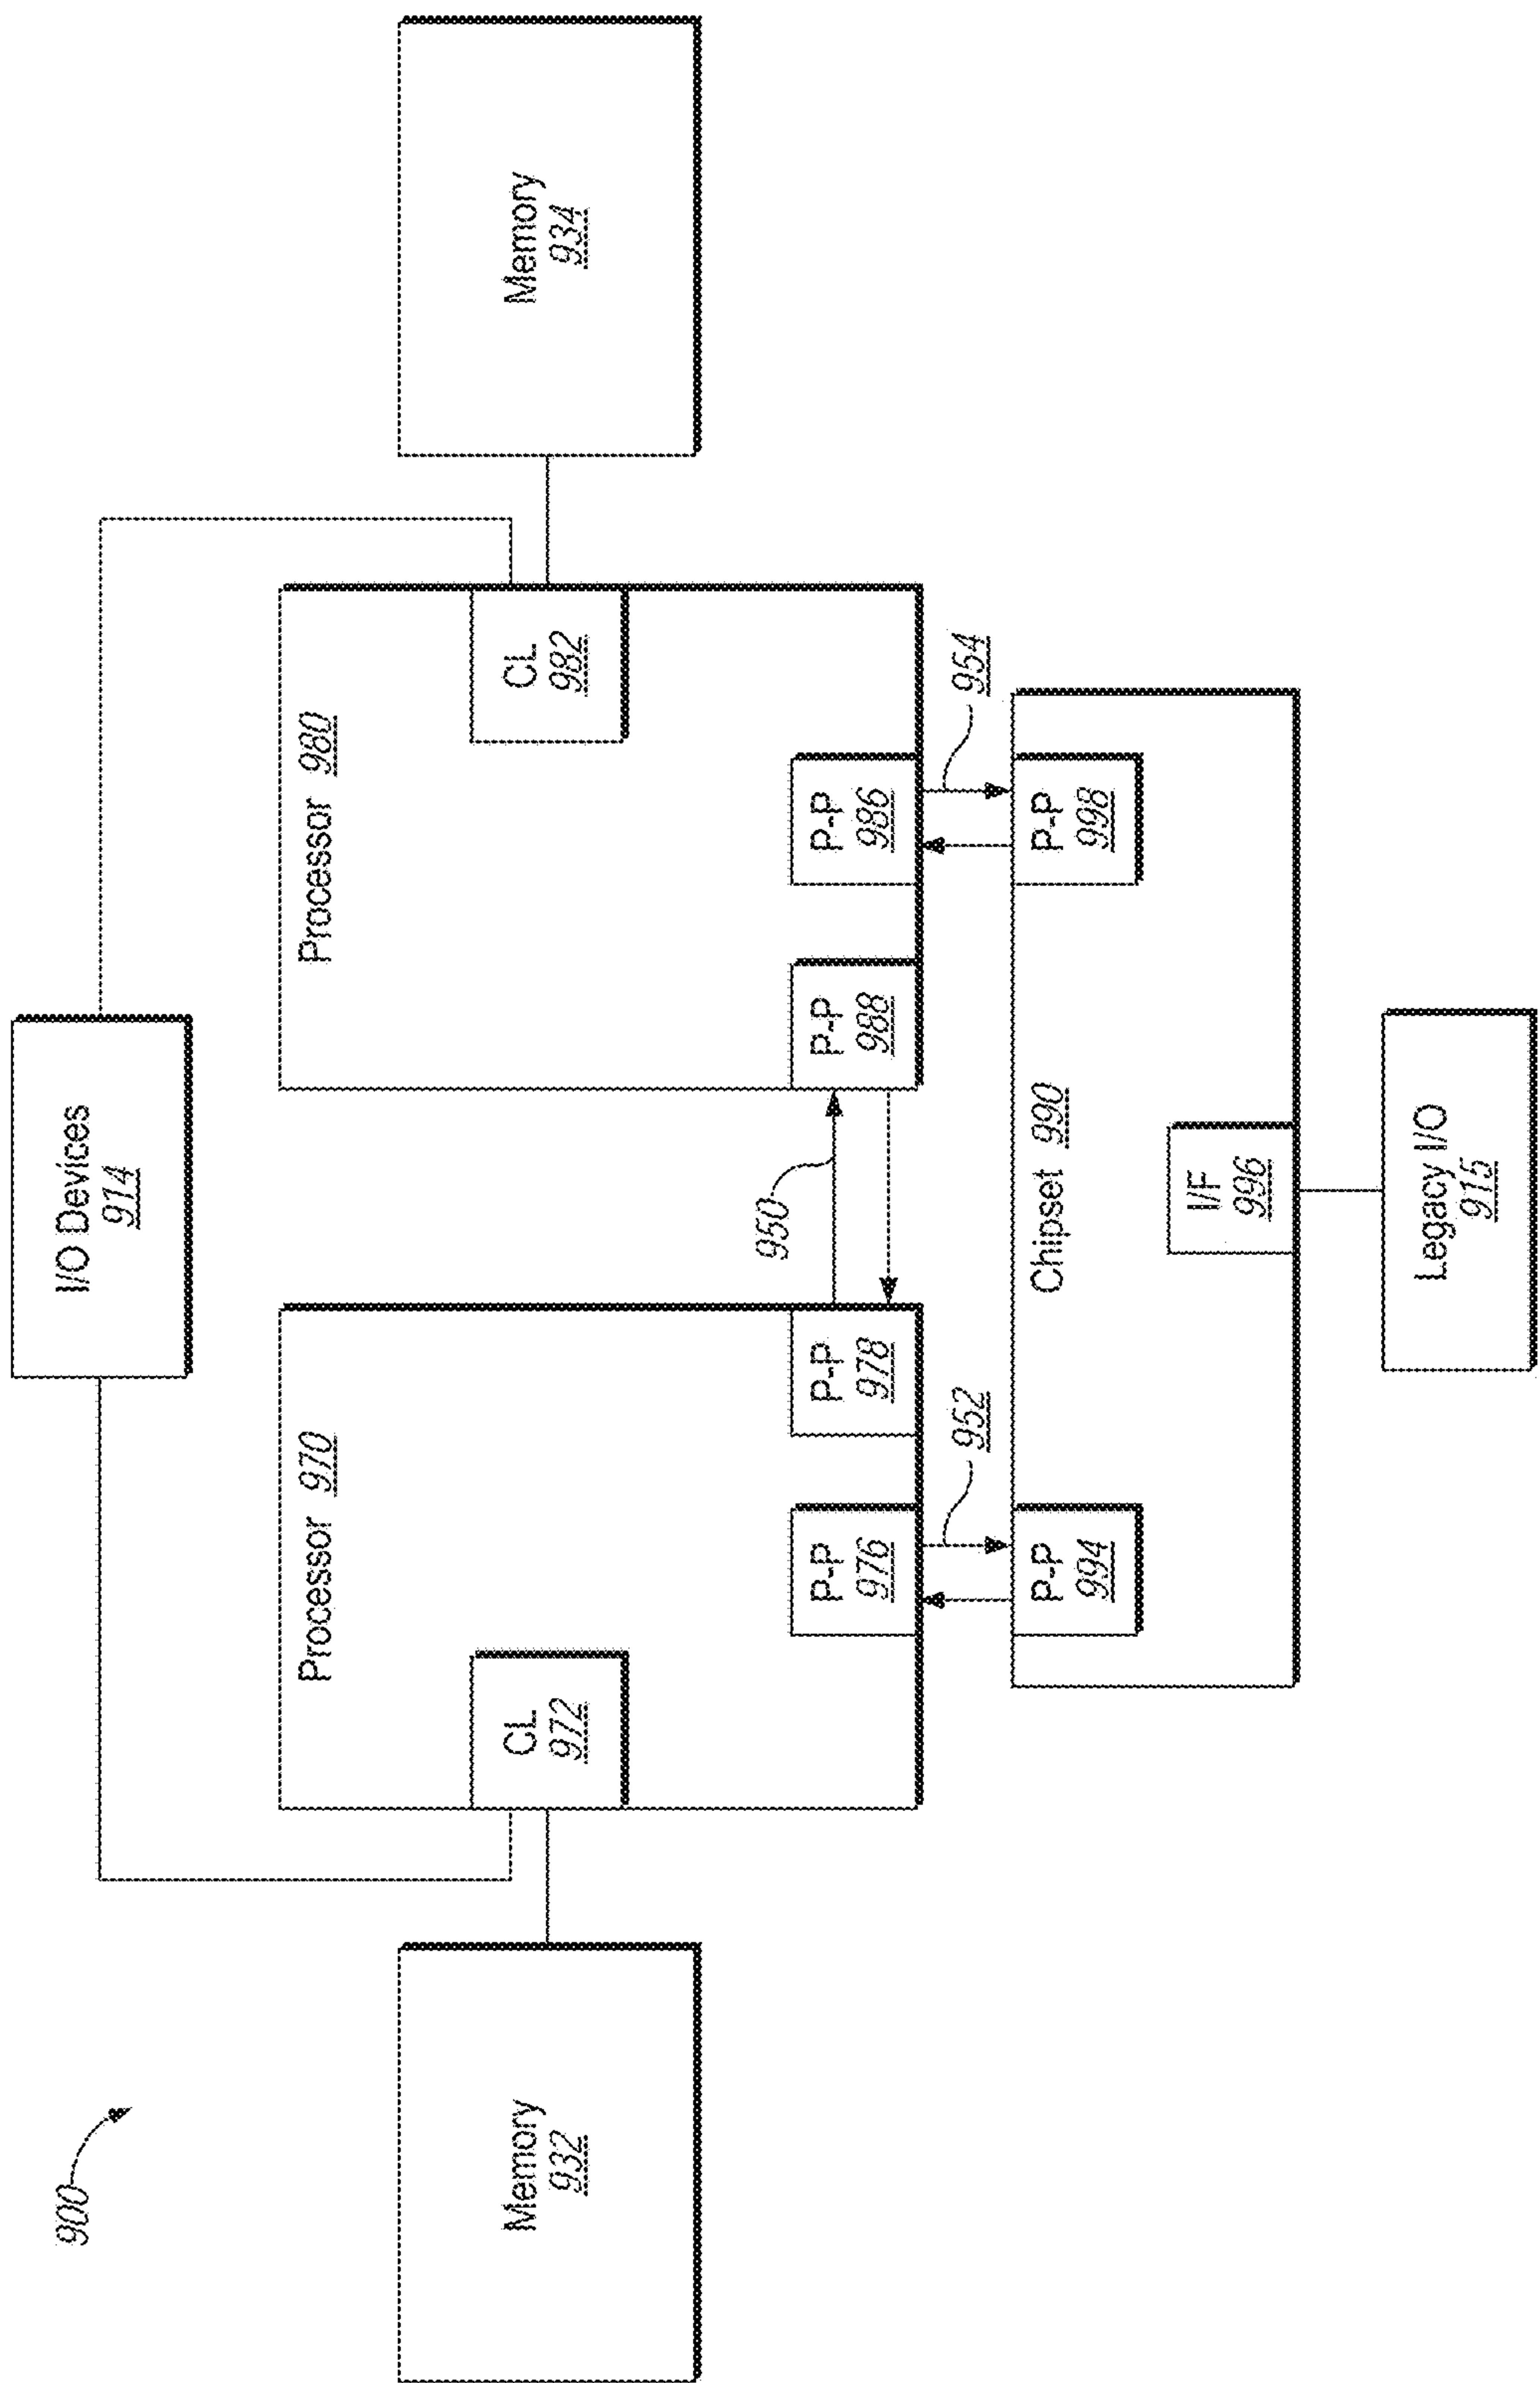 900
I/O Devices
914
Memory
932
Processor 970
CL
972
P-P
976
P-P
978
950
Processor 980
CL
982
P-P
988
P-P
986
Memory
934
952
954
Chipset 990
P-P
994
P-P
998
I/F
996
Legacy I/O
915